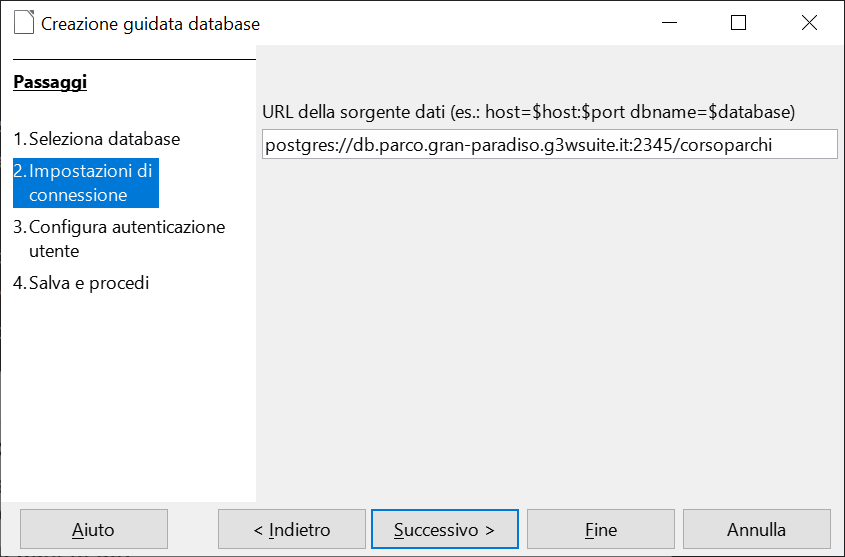 Creazione guidata database
Passaggi
1. Seleziona database
2. Impostazioni di
connessione
3. Configura autenticazione
utente
4. Salva e procedi
URL della sorgente dati (es.: host=$host:$port dbname=$database)
postgres://db.parco.gran-paradiso.g3wsuite.it:2345/corsoparchi
Aiuto
< Indietro
Successivo >
Fine
Annulla